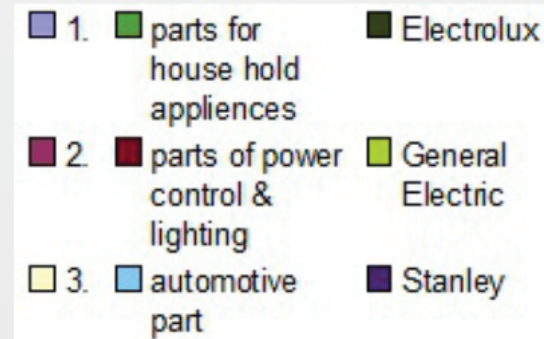 1. parts for Electrolux
house hold
appliences
2. parts of power General
control & Electric
lighting
3. automotive Stanley
part